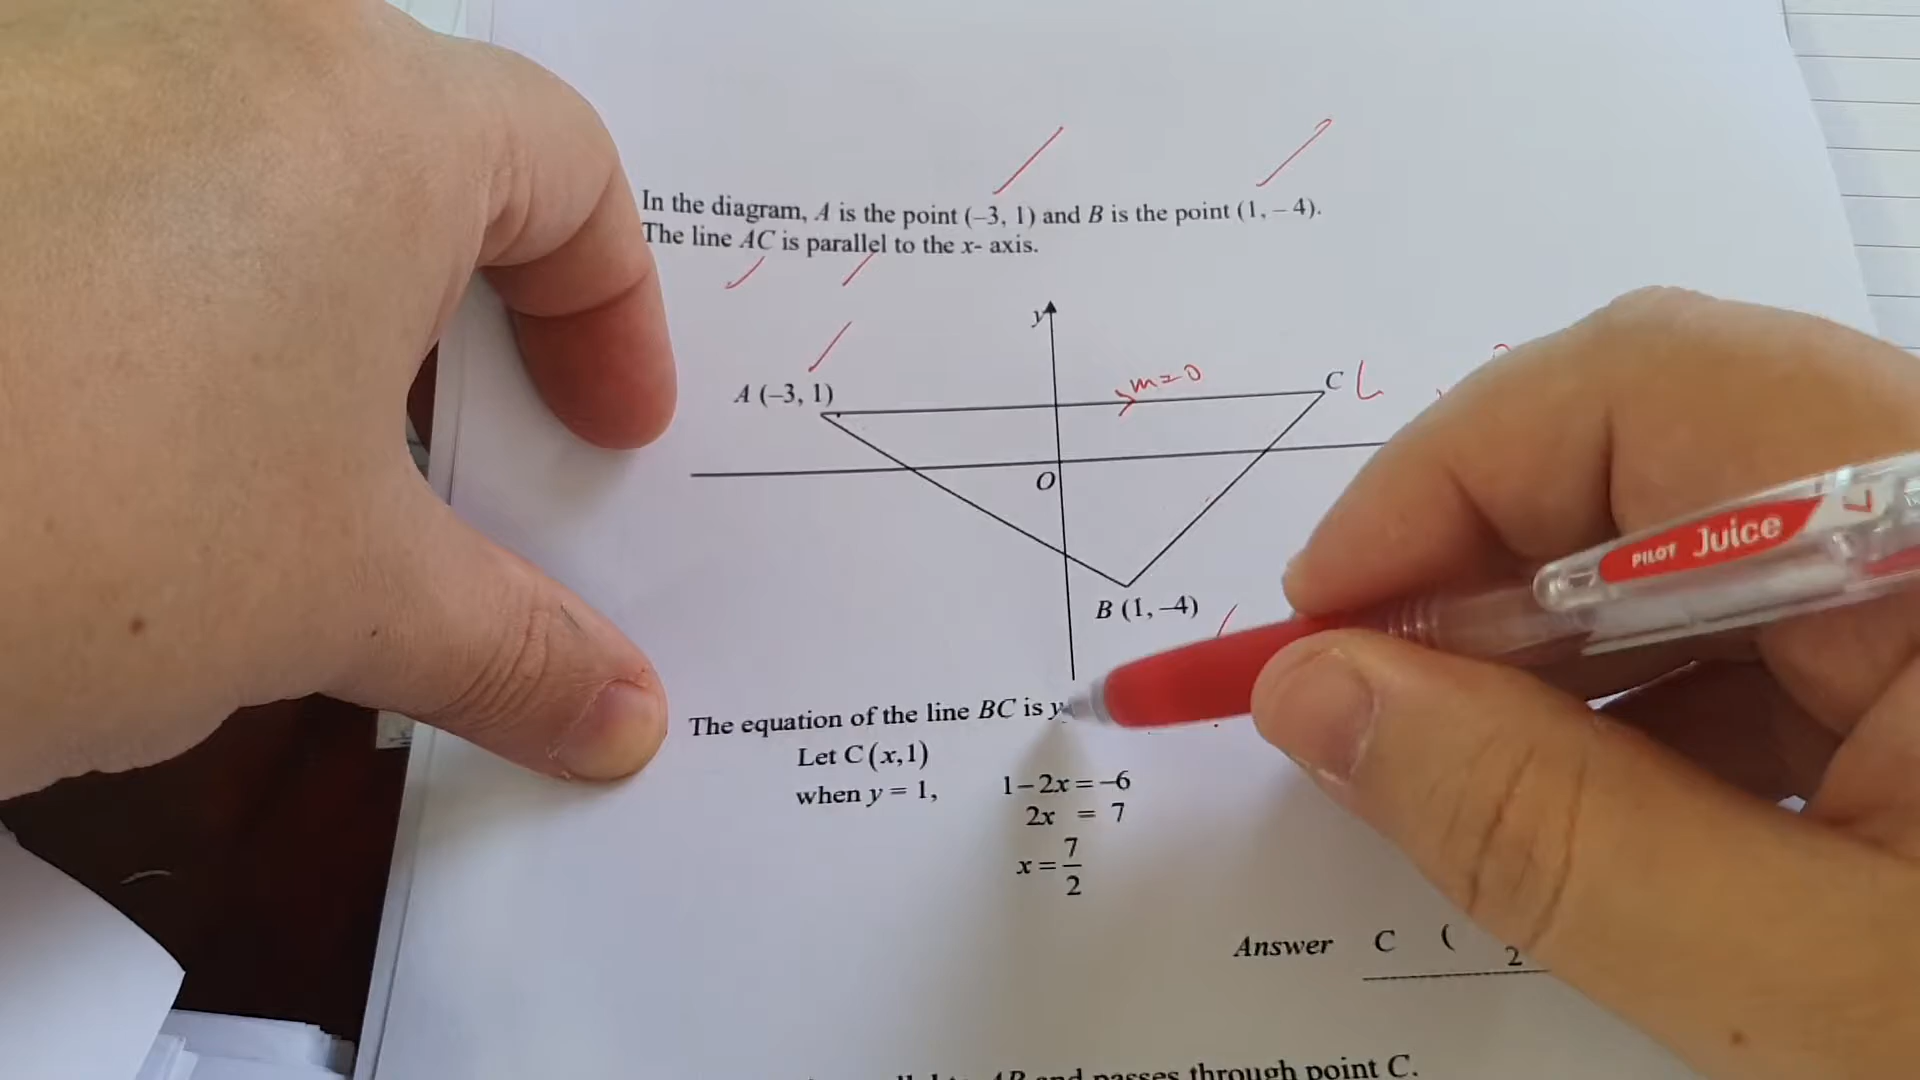 In the diagram, A is the point (–3, 1) and B is the point (1, – 4).
The line AC is parallel to the x- axis.
y
A (–3, 1)
m=0
C
O
B (1, –4)
PILOT Juice
The equation of the line BC is y
Let C(x,1)
when y = 1,
1–2x = –6
2x = 7
x = 7/2
Answer C ( 2
AB and passes through point C.